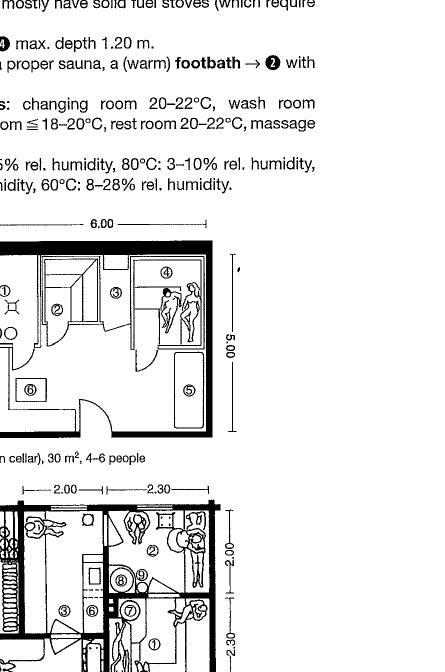 mostly have solid fuel stoves (which require
❹ max. depth 1.20 m.
a proper sauna, a (warm) footbath → ❷ with
s: changing room 20–22°C, wash room
om ≦ 18–20°C, rest room 20–22°C, massage
5% rel. humidity, 80°C: 3–10% rel. humidity,
nidity, 60°C: 8–28% rel. humidity.
6.00
① ② ③ ④
5.00
⑥ ⑤
n cellar), 30 m², 4–6 people
2.00 2.30
②
2.00
⑧ ⑨
③ ⑥ ⑦
①
2.30